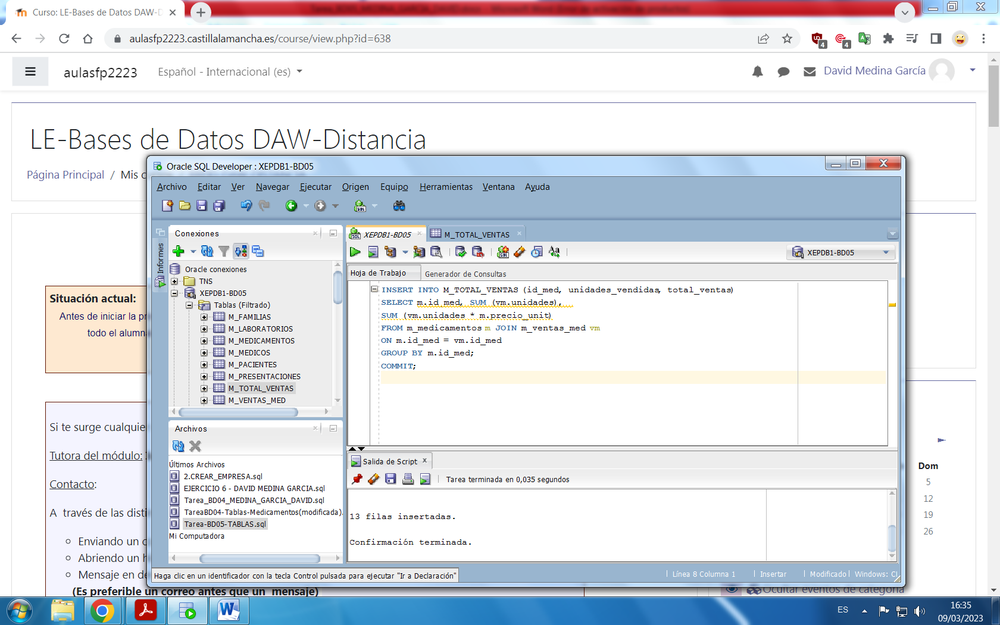 Curso: LE-Bases de Datos DAW-D
aulasfp2223.castillalamancha.es/course/view.php?id=638
4
4
aulasfp2223
Español - Internacional (es)
David Medina García
LE-Bases de Datos DAW-Distancia
Página Principal / Mis c
Situación actual:
Antes de iniciar la pr
todo el alumn
Si te surge cualquie
Tutora del módulo:
Contacto:
A través de las disti
Enviando un c
Abriendo un h
Mensaje en de
(Es preferible un correo antes que un mensaje)
Dom
5
12
19
26
Ocultar eventos de categoría
Oracle SQL Developer : XEPDB1-BD05
Archivo Editar Ver Navegar Ejecutar Origen Equipo Herramientas Ventana Ayuda
Informes
Conexiones
Oracle conexiones
TNS
XEPDB1-BD05
Tablas (Filtrado)
M_FAMILIAS
M_LABORATORIOS
M_MEDICAMENTOS
M_MEDICOS
M_PACIENTES
M_PRESENTACIONES
M_TOTAL_VENTAS
M_VENTAS_MED
Archivos
Últimos Archivos
2.CREAR_EMPRESA.sql
EJERCICIO 6 - DAVID MEDINA GARCIA.sql
Tarea_BD04_MEDINA_GARCIA_DAVID.sql
TareaBD04-Tablas-Medicamentos(modificada).
Tarea-BD05-TABLAS.sql
Mi Computadora
XEPDB1-BD05
M_TOTAL_VENTAS
XEPDB1-BD05
Hoja de Trabajo
Generador de Consultas
INSERT INTO M_TOTAL_VENTAS (id_med, unidades_vendidas, total_ventas)
SELECT m.id_med, SUM (vm.unidades),
SUM (vm.unidades * m.precio_unit)
FROM m_medicamentos m JOIN m_ventas_med vm
ON m.id_med = vm.id_med
GROUP BY m.id_med;
COMMIT;
Salida de Script
Tarea terminada en 0,035 segundos
13 filas insertadas.
Confirmación terminada.
Haga clic en un identificador con la tecla Control pulsada para ejecutar "Ir a Declaración"
Línea 8 Columna 1
Insertar
Modificado
Windows: Cl
ES
16:35
09/03/2023